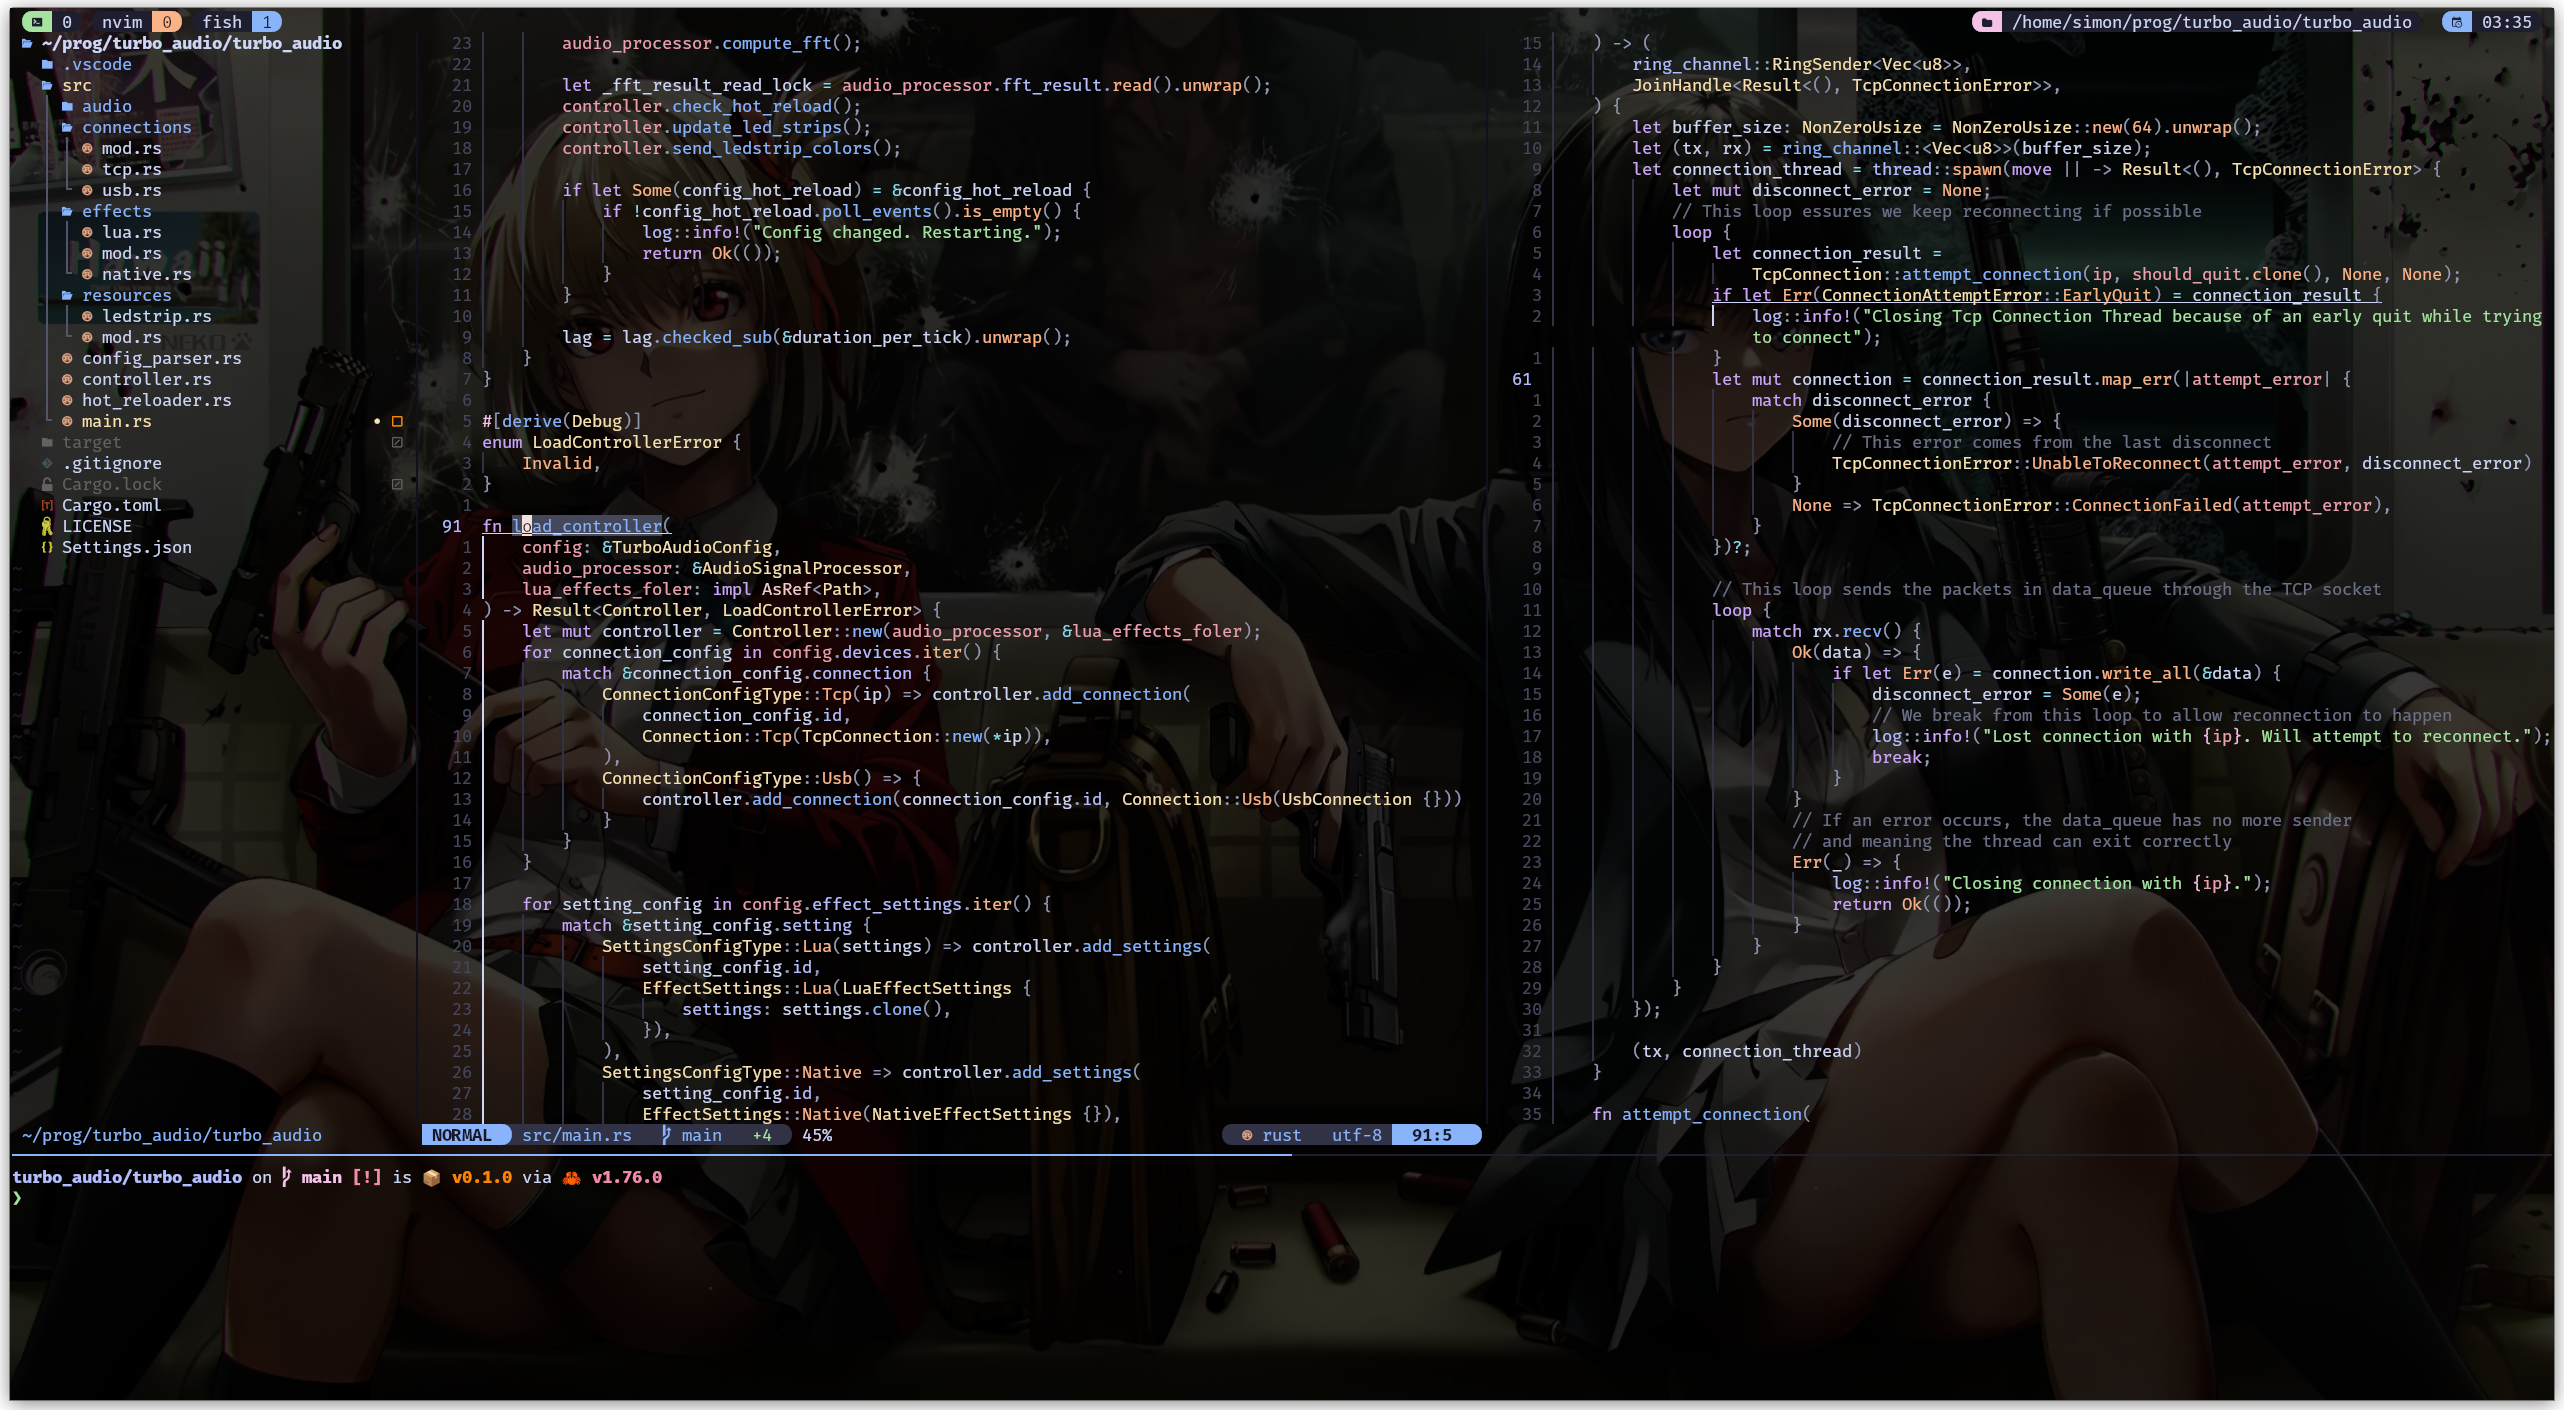 0 nvim 0 fish 1
/home/simon/prog/turbo_audio/turbo_audio 03:35
~/prog/turbo_audio/turbo_audio
.vscode
src
audio
connections
mod.rs
tcp.rs
usb.rs
effects
lua.rs
mod.rs
native.rs
resources
ledstrip.rs
mod.rs
config_parser.rs
controller.rs
hot_reloader.rs
main.rs
target
.gitignore
Cargo.lock
Cargo.toml
LICENSE
Settings.json
~/prog/turbo_audio/turbo_audio
23 audio_processor.compute_fft();
22
21 let _fft_result_read_lock = audio_processor.fft_result.read().unwrap();
20 controller.check_hot_reload();
19 controller.update_led_strips();
18 controller.send_ledstrip_colors();
17
16 if let Some(config_hot_reload) = &config_hot_reload {
15 if !config_hot_reload.poll_events().is_empty() {
14 log::info!("Config changed. Restarting.");
13 return Ok(());
12 }
11 }
10
9 lag = lag.checked_sub(&duration_per_tick).unwrap();
8 }
7 }
6
5 #[derive(Debug)]
4 enum LoadControllerError {
3 Invalid,
2 }
1
91 fn load_controller(
1 config: &TurboAudioConfig,
2 audio_processor: &AudioSignalProcessor,
3 lua_effects_foler: impl AsRef<Path>,
4 ) -> Result<Controller, LoadControllerError> {
5 let mut controller = Controller::new(audio_processor, &lua_effects_foler);
6 for connection_config in config.devices.iter() {
7 match &connection_config.connection {
8 ConnectionConfigType::Tcp(ip) => controller.add_connection(
9 connection_config.id,
10 Connection::Tcp(TcpConnection::new(*ip)),
11 ),
12 ConnectionConfigType::Usb() => {
13 controller.add_connection(connection_config.id, Connection::Usb(UsbConnection {}))
14 }
15 }
16 }
17
18 for setting_config in config.effect_settings.iter() {
19 match &setting_config.setting {
20 SettingsConfigType::Lua(settings) => controller.add_settings(
21 setting_config.id,
22 EffectSettings::Lua(LuaEffectSettings {
23 settings: settings.clone(),
24 }),
25 ),
26 SettingsConfigType::Native => controller.add_settings(
27 setting_config.id,
28 EffectSettings::Native(NativeEffectSettings {}),
NORMAL src/main.rs main +4 45% rust utf-8 91:5
15 ) -> (
14 ring_channel::RingSender<Vec<u8>>,
13 JoinHandle<Result<(), TcpConnectionError>>,
12 ) {
11 let buffer_size: NonZeroUsize = NonZeroUsize::new(64).unwrap();
10 let (tx, rx) = ring_channel::<Vec<u8>>(buffer_size);
9 let connection_thread = thread::spawn(move || -> Result<(), TcpConnectionError> {
8 let mut disconnect_error = None;
7 // This loop essures we keep reconnecting if possible
6 loop {
5 let connection_result =
4 TcpConnection::attempt_connection(ip, should_quit.clone(), None, None);
3 if let Err(ConnectionAttemptError::EarlyQuit) = connection_result {
2 log::info!("Closing Tcp Connection Thread because of an early quit while trying
to connect");
1 }
61 let mut connection = connection_result.map_err(|attempt_error| {
1 match disconnect_error {
2 Some(disconnect_error) => {
3 // This error comes from the last disconnect
4 TcpConnectionError::UnableToReconnect(attempt_error, disconnect_error)
5 }
6 None => TcpConnectionError::ConnectionFailed(attempt_error),
7 }
8 })?;
9
10 // This loop sends the packets in data_queue through the TCP socket
11 loop {
12 match rx.recv() {
13 Ok(data) => {
14 if let Err(e) = connection.write_all(&data) {
15 disconnect_error = Some(e);
16 // We break from this loop to allow reconnection to happen
17 log::info!("Lost connection with {ip}. Will attempt to reconnect.");
18 break;
19 }
20 }
21 // If an error occurs, the data_queue has no more sender
22 // and meaning the thread can exit correctly
23 Err(_) => {
24 log::info!("Closing connection with {ip}.");
25 return Ok(());
26 }
27 }
28 }
29 }
30 });
31
32 (tx, connection_thread)
33 }
34
35 fn attempt_connection(
turbo_audio/turbo_audio on main [!] is 📦 v0.1.0 via 🦀 v1.76.0
❯